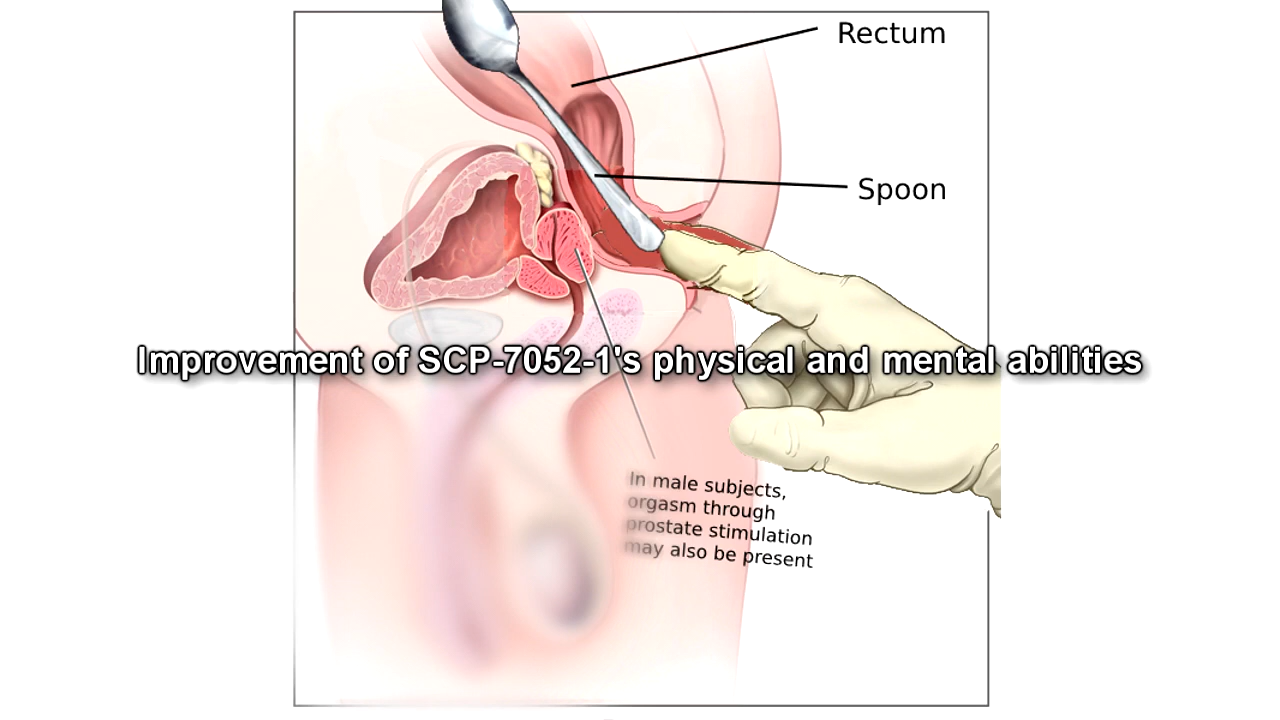 Rectum
Spoon
Improvement of SCP-7052-1's physical and mental abilities
In male subjects,
orgasm through
prostate stimulation
may also be present